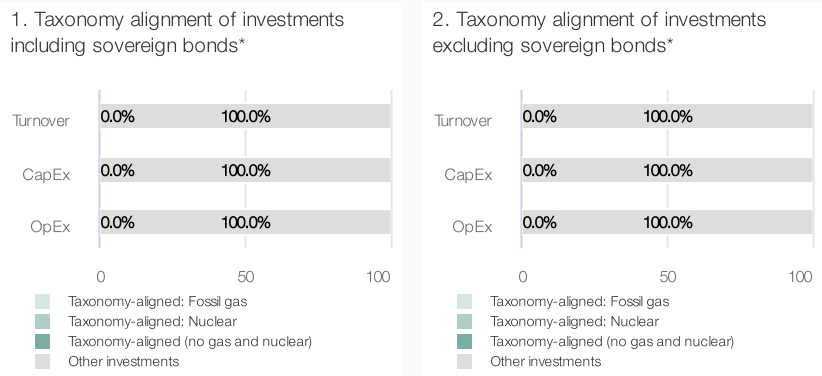 1. Taxonomy alignment of investments
including sovereign bonds*
Turnover
0.0%
100.0%
CapEx
0.0%
100.0%
OpEx
0.0%
100.0%
0
50
100
Taxonomy-aligned: Fossil gas
Taxonomy-aligned: Nuclear
Taxonomy-aligned (no gas and nuclear)
Other investments
2. Taxonomy alignment of investments
excluding sovereign bonds*
Turnover
0.0%
100.0%
CapEx
0.0%
100.0%
OpEx
0.0%
100.0%
0
50
100
Taxonomy-aligned: Fossil gas
Taxonomy-aligned: Nuclear
Taxonomy-aligned (no gas and nuclear)
Other investments